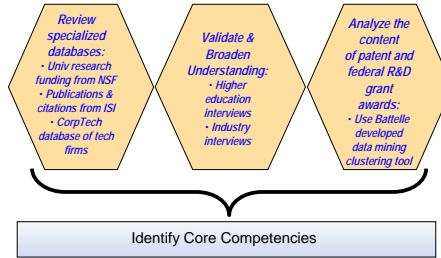 Review
specialized
databases:
• Univ research
funding from NSF
• Publications &
citations from ISI
• CorpTech
database of tech
firms
Validate &
Broaden
Understanding:
• Higher
education
interviews
• Industry
interviews
Analyze the
content
of patent and
federal R&D
grant
awards:
• Use Battelle
developed
data mining
clustering tool
Identify Core Competencies